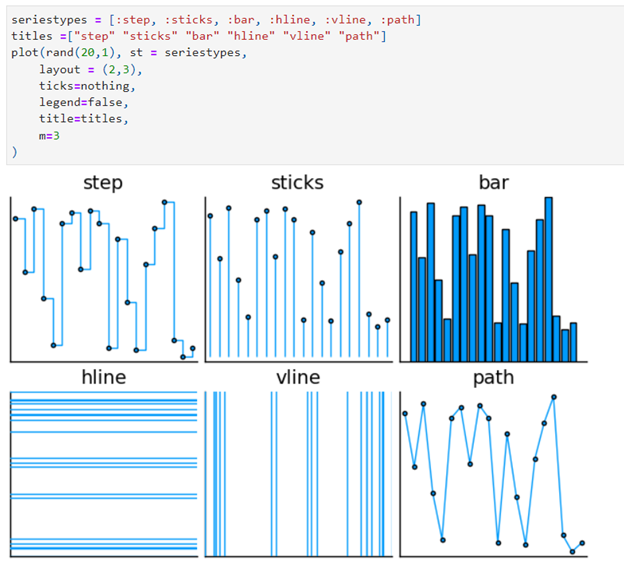 seriestypes = [:step, :sticks, :bar, :hline, :vline, :path]
titles =["step" "sticks" "bar" "hline" "vline" "path"]
plot(rand(20,1), st = seriestypes,
    layout = (2,3),
    ticks=nothing,
    legend=false,
    title=titles,
    m=3
)
step sticks bar
hline vline path